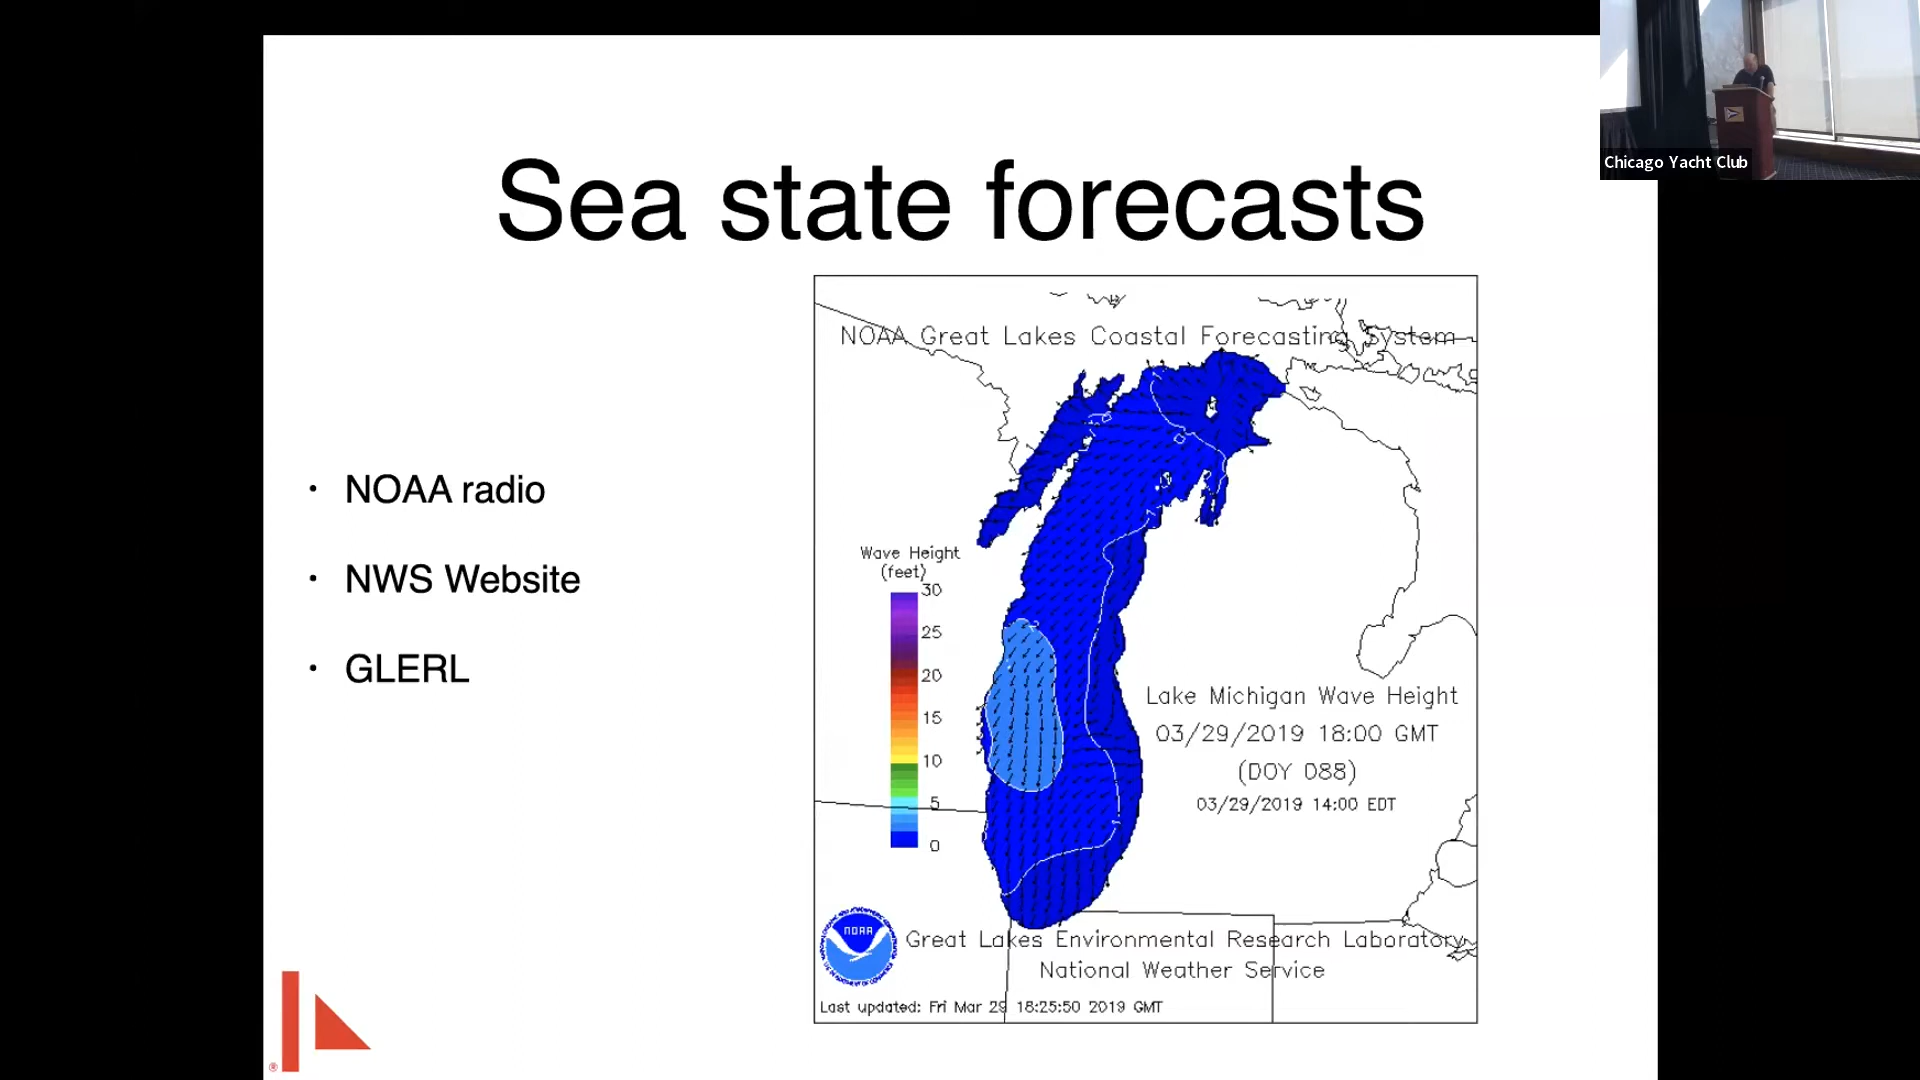 Chicago Yacht Club
Sea state forecasts
• NOAA radio
• NWS Website
• GLERL
NOAA Great Lakes Coastal Forecasting System
Wave Height
(feet)
30
25
20
15
10
5
0
Lake Michigan Wave Height
03/29/2019 18:00 GMT
(DOY 088)
03/29/2019 14:00 EDT
NOAA
Great Lakes Environmental Research Laboratory
National Weather Service
Last updated: Fri Mar 29 18:25:50 2019 GMT
®